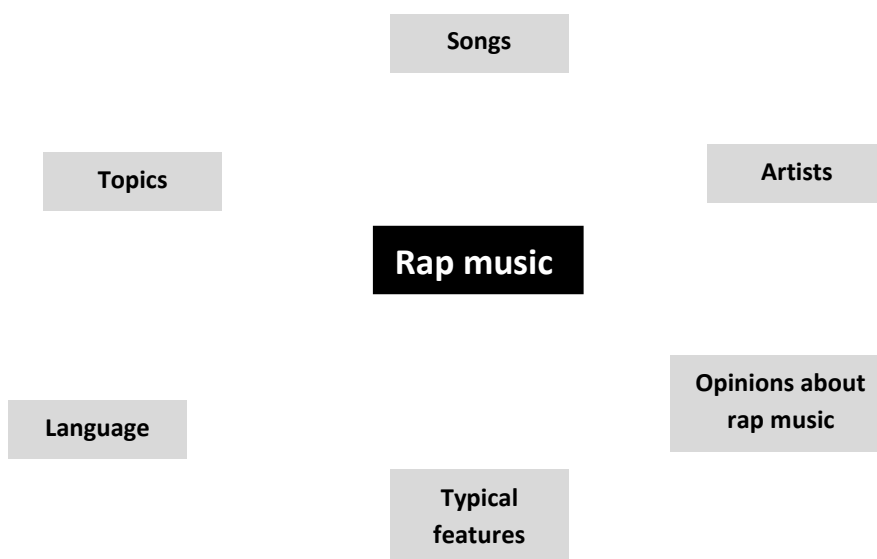 Songs
Topics
Artists
Rap music
Opinions about
rap music
Language
Typical
features